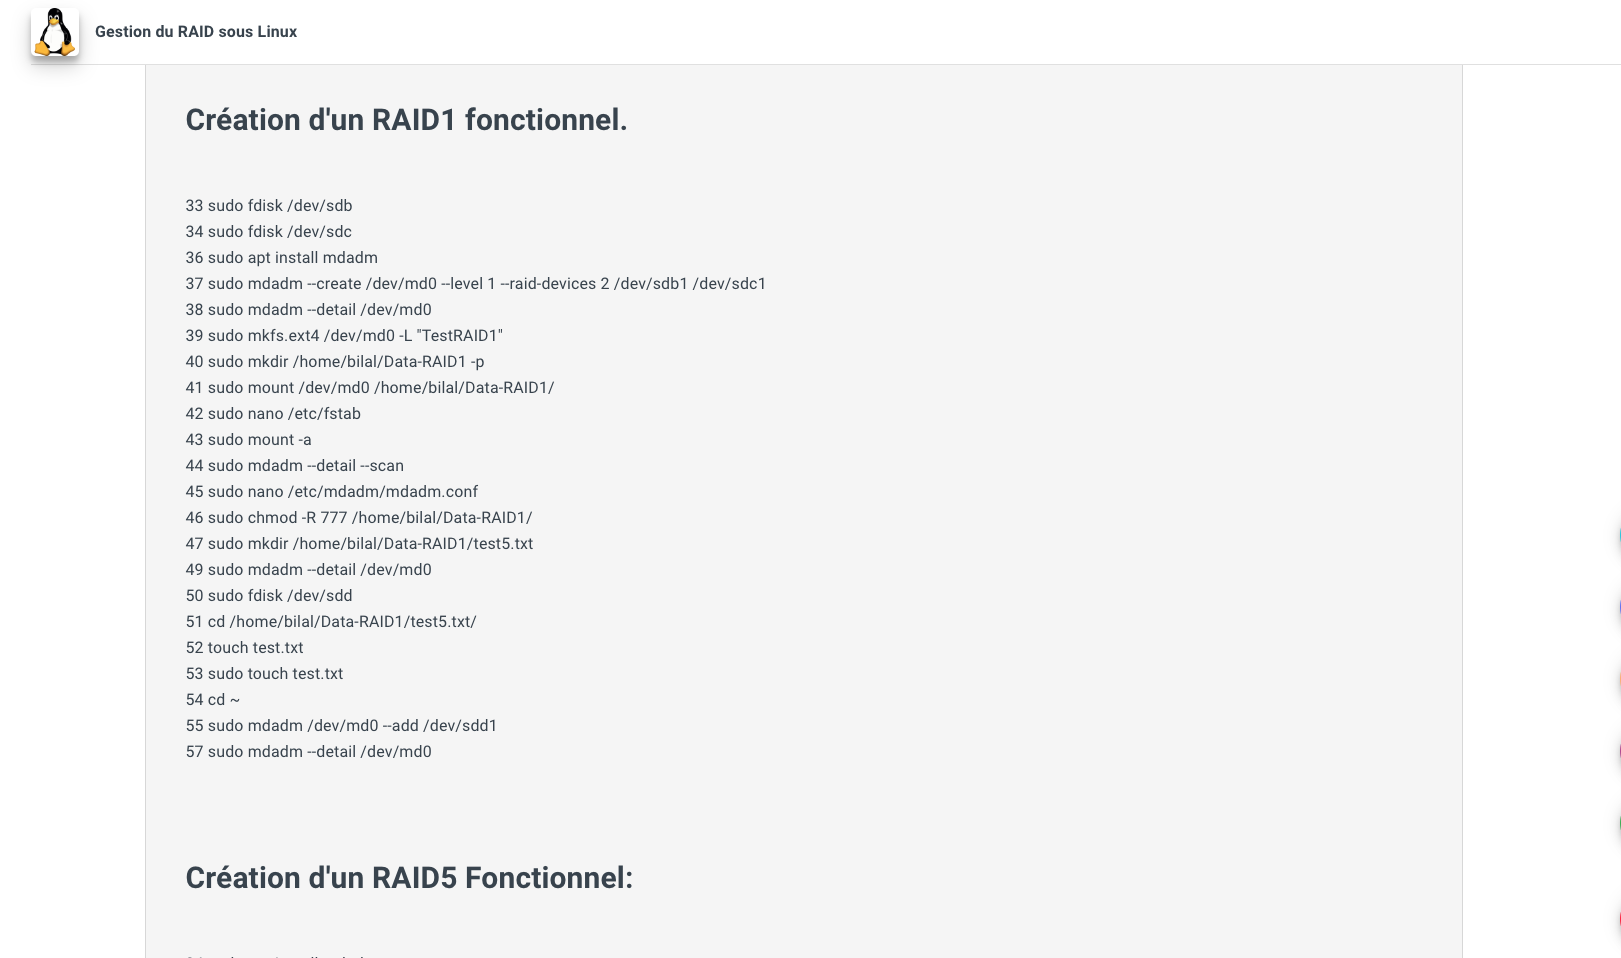 Gestion du RAID sous Linux
Création d'un RAID1 fonctionnel.
33 sudo fdisk /dev/sdb
34 sudo fdisk /dev/sdc
36 sudo apt install mdadm
37 sudo mdadm --create /dev/md0 --level 1 --raid-devices 2 /dev/sdb1 /dev/sdc1
38 sudo mdadm --detail /dev/md0
39 sudo mkfs.ext4 /dev/md0 -L "TestRAID1"
40 sudo mkdir /home/bilal/Data-RAID1 -p
41 sudo mount /dev/md0 /home/bilal/Data-RAID1/
42 sudo nano /etc/fstab
43 sudo mount -a
44 sudo mdadm --detail --scan
45 sudo nano /etc/mdadm/mdadm.conf
46 sudo chmod -R 777 /home/bilal/Data-RAID1/
47 sudo mkdir /home/bilal/Data-RAID1/test5.txt
49 sudo mdadm --detail /dev/md0
50 sudo fdisk /dev/sdd
51 cd /home/bilal/Data-RAID1/test5.txt/
52 touch test.txt
53 sudo touch test.txt
54 cd ~
55 sudo mdadm /dev/md0 --add /dev/sdd1
57 sudo mdadm --detail /dev/md0
Création d'un RAID5 Fonctionnel: